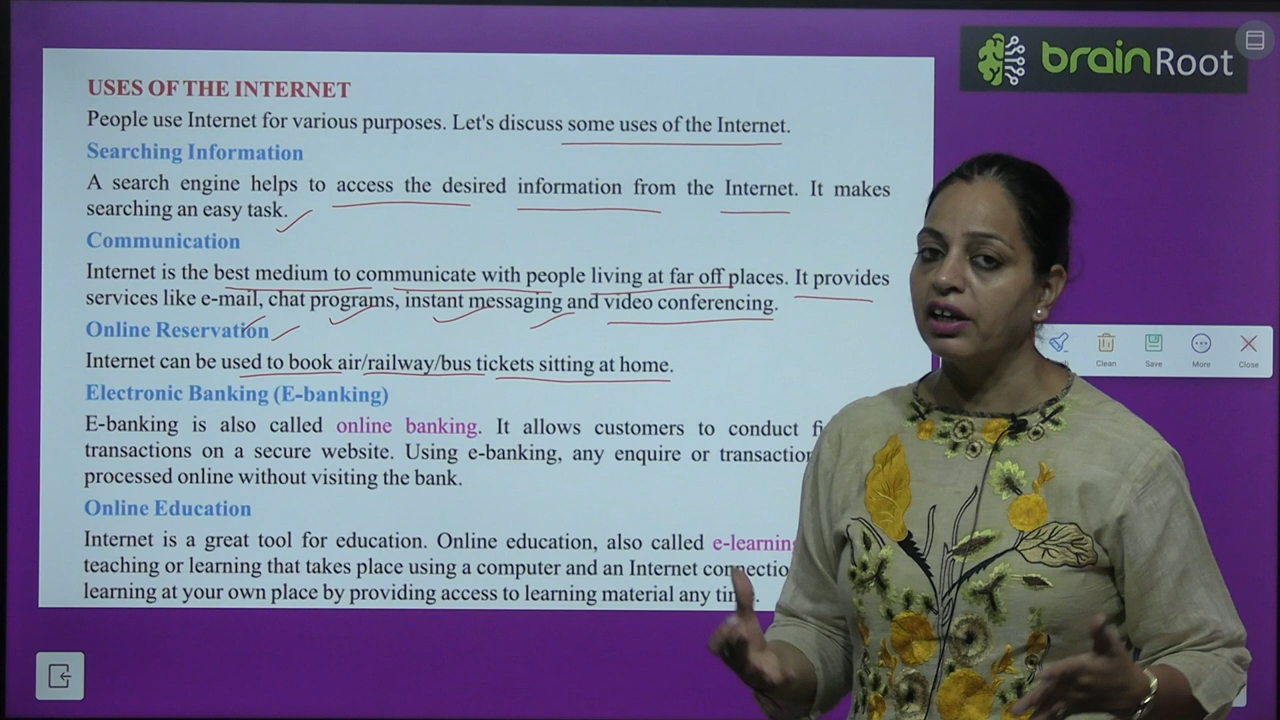 brainRoot
USES OF THE INTERNET
People use Internet for various purposes. Let's discuss some uses of the Internet.
Searching Information
A search engine helps to access the desired information from the Internet. It makes
searching an easy task.
Communication
Internet is the best medium to communicate with people living at far off places. It provides
services like e-mail, chat programs, instant messaging and video conferencing.
Online Reservation
Internet can be used to book air/railway/bus tickets sitting at home.
Electronic Banking (E-banking)
E-banking is also called online banking. It allows customers to conduct
transactions on a secure website. Using e-banking, any enquire or
processed online without visiting the bank.
Online Education
Internet is a great tool for education. Online education, also called
teaching or learning that takes place using a computer and an Internet
learning at your own place by providing access to learning material any
Clean Save More Close